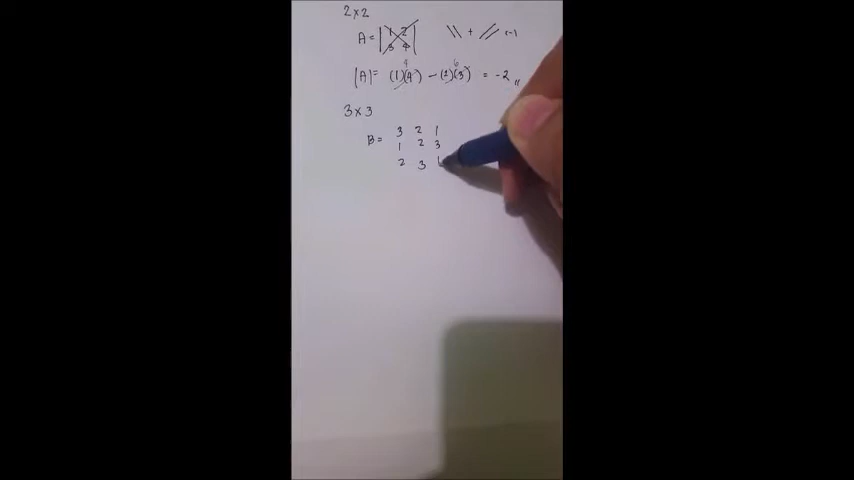 2x2
A = | 1 2 | \\ + // (-)
3 4
4 6
|A| = (1)(4) - (2)(3) = -2 //
3x3
3 2 1
B = 1 2 3
2 3 1